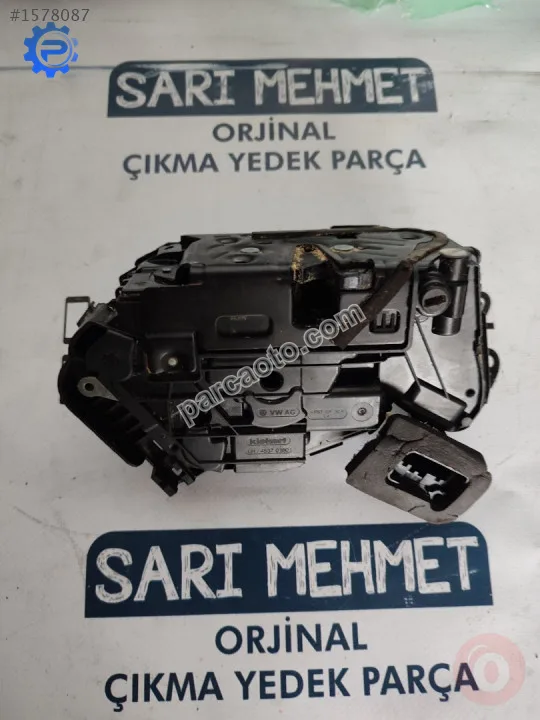 #1578087
SARI MEHMET
ORJİNAL
ÇIKMA YEDEK PARÇA
parcaoto.com
VW AG
kiekert
SARI MEHMET
ORJİNAL
ÇIKMA YEDEK PARÇA